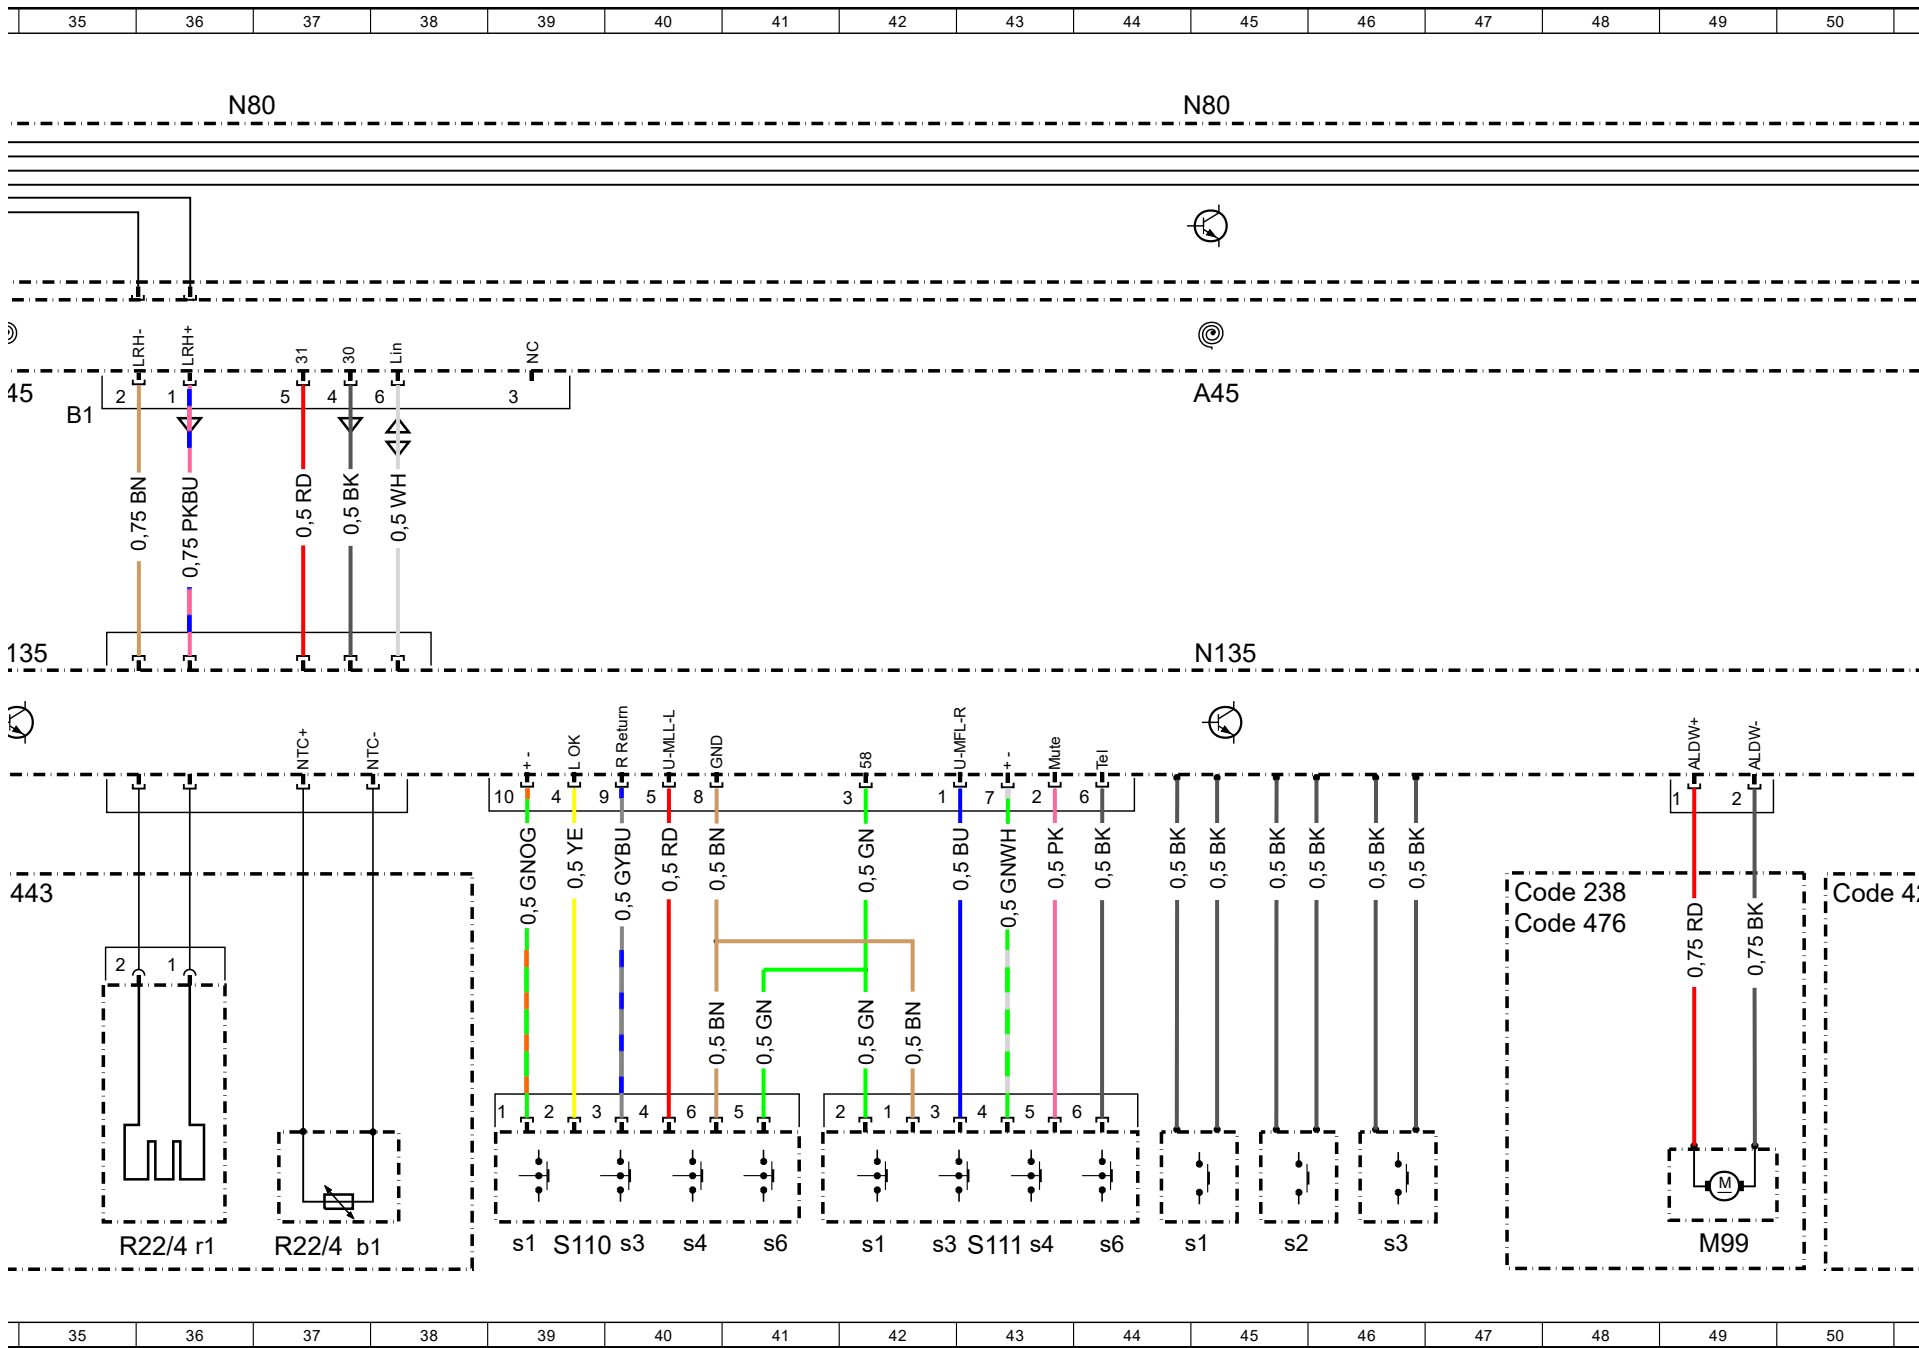 35 36 37 38 39 40 41 42 43 44 45 46 47 48 49 50
N80 N80
LRH- LRH+ 31 30 Lin NC
45 A45
2 1 5 4 6 3
B1
0,75 BN 0,75 PKBU 0,5 RD 0,5 BK 0,5 WH
135 N135
NTC+ NTC- + - L OK R Return U-MLL-L GND 58 U-MFL-R + - Mute Tel ALDW+ ALDW-
10 4 9 5 8 3 1 7 2 6 1 2
0,5 GNOG 0,5 YE 0,5 GYBU 0,5 RD 0,5 BN 0,5 GN 0,5 BU 0,5 GNWH 0,5 PK 0,5 BK 0,5 BK 0,5 BK 0,5 BK 0,5 BK 0,5 BK 0,5 BK
443 Code 238 Code 4
Code 476
0,75 RD 0,75 BK
2 1
0,5 BN 0,5 GN 0,5 GN 0,5 BN
1 2 3 4 6 5 2 1 3 4 5 6
M
R22/4 r1 R22/4 b1 s1 S110 s3 s4 s6 s1 s3 S111 s4 s6 s1 s2 s3 M99
35 36 37 38 39 40 41 42 43 44 45 46 47 48 49 50